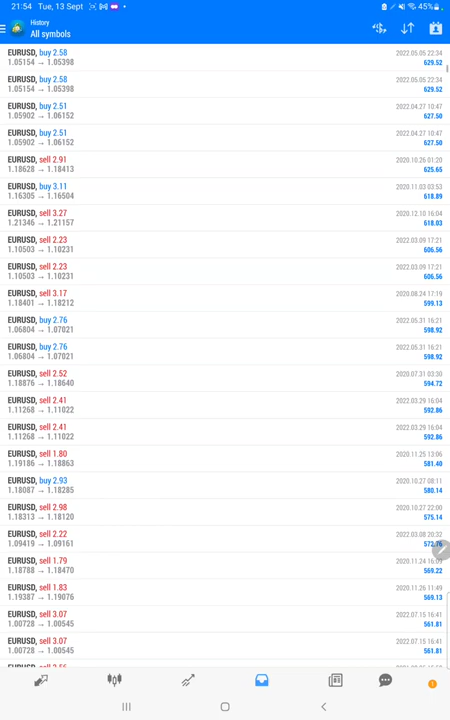 21:54 Tue, 13 Sept 45%
History
All symbols
EURUSD, buy 2.58 2022.05.05 22:34
1.05154 → 1.05398 629.52
EURUSD, buy 2.58 2022.05.05 22:34
1.05154 → 1.05398 629.52
EURUSD, buy 2.51 2022.04.27 10:47
1.05902 → 1.06152 627.50
EURUSD, buy 2.51 2022.04.27 10:47
1.05902 → 1.06152 627.50
EURUSD, sell 2.91 2020.10.26 01:20
1.18628 → 1.18413 625.65
EURUSD, buy 3.11 2020.11.03 03:53
1.16305 → 1.16504 618.89
EURUSD, sell 3.27 2020.12.10 16:04
1.21346 → 1.21157 618.03
EURUSD, sell 2.23 2022.03.09 17:21
1.10503 → 1.10231 606.56
EURUSD, sell 2.23 2022.03.09 17:21
1.10503 → 1.10231 606.56
EURUSD, sell 3.17 2020.08.24 17:19
1.18401 → 1.18212 599.13
EURUSD, buy 2.76 2022.05.31 16:21
1.06804 → 1.07021 598.92
EURUSD, buy 2.76 2022.05.31 16:21
1.06804 → 1.07021 598.92
EURUSD, sell 2.52 2020.07.31 03:30
1.18876 → 1.18640 594.72
EURUSD, sell 2.41 2022.03.29 16:04
1.11268 → 1.11022 592.86
EURUSD, sell 2.41 2022.03.29 16:04
1.11268 → 1.11022 592.86
EURUSD, sell 1.80 2020.11.25 13:06
1.19186 → 1.18863 581.40
EURUSD, buy 2.93 2020.10.27 08:11
1.18087 → 1.18285 580.14
EURUSD, sell 2.98 2020.10.27 22:00
1.18313 → 1.18120 575.14
EURUSD, sell 2.22 2022.03.08 20:32
1.09419 → 1.09161 572.76
EURUSD, sell 1.79 2020.11.24 16:09
1.18788 → 1.18470 569.22
EURUSD, sell 1.83 2020.11.26 11:49
1.19387 → 1.19076 569.13
EURUSD, sell 3.07 2022.07.15 16:41
1.00728 → 1.00545 561.81
EURUSD, sell 3.07 2022.07.15 16:41
1.00728 → 1.00545 561.81